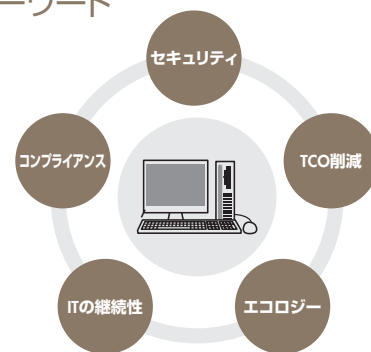 ーワード
セキュリティ
コンプライアンス
TCO削減
ITの継続性
エコロジー